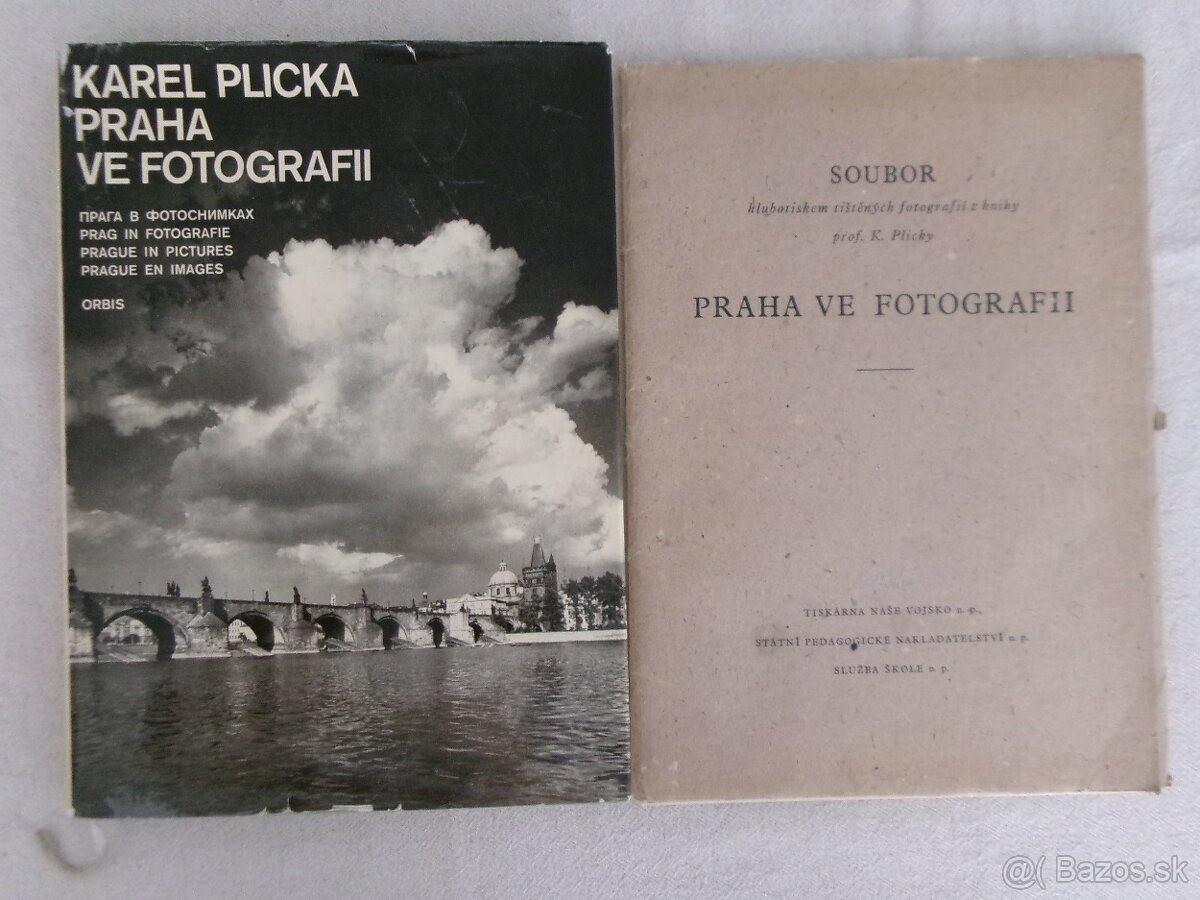 KAREL PLICKA
PRAHA
VE FOTOGRAFII
ПРАГА В ФОТОСНИМКАХ
PRAG IN FOTOGRAFIE
PRAGUE IN PICTURES
PRAGUE EN IMAGES
ORBIS
SOUBOR
hlubotiskem tištěných fotografií z knihy
prof. K. Plicky
PRAHA VE FOTOGRAFII
TISKÁRNA NAŠE VOJSKO n. p.,
STÁTNÍ PEDAGOGICKÉ NAKLADATELSTVÍ n. p.
SLUŽBA ŠKOLE n. p.
@( Bazos.sk